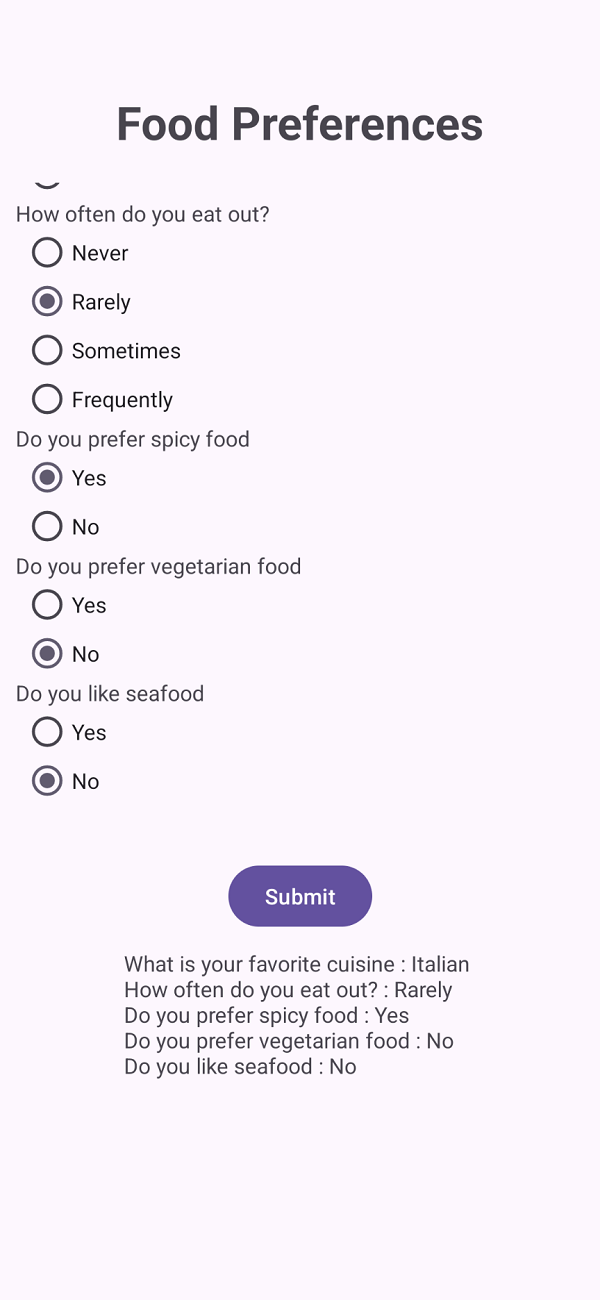 Food Preferences
How often do you eat out?
Never
Rarely
Sometimes
Frequently
Do you prefer spicy food
Yes
No
Do you prefer vegetarian food
Yes
No
Do you like seafood
Yes
No
Submit
What is your favorite cuisine : Italian
How often do you eat out? : Rarely
Do you prefer spicy food : Yes
Do you prefer vegetarian food : No
Do you like seafood : No